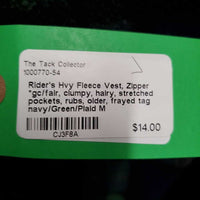 The Tack Collector
1000770-54
Rider's Hvy Fleece Vest, Zipper
*gc/fair, clumpy, hairy, stretched
pockets, rubs, older, frayed tag
navy/Green/Plaid M
CJ3F8A
$14.00